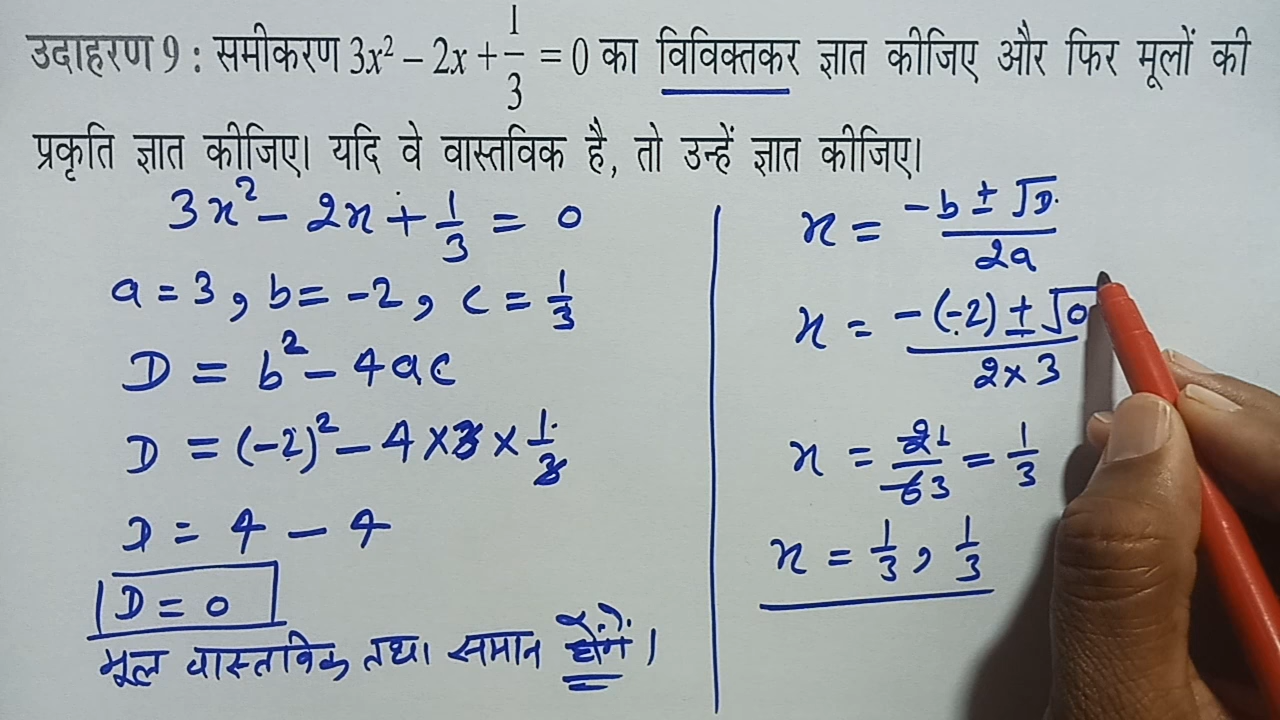 उदाहरण 9 : समीकरण 3x² – 2x + 1/3 = 0 का विविक्तकर ज्ञात कीजिए और फिर मूलों की
प्रकृति ज्ञात कीजिए। यदि वे वास्तविक है, तो उन्हें ज्ञात कीजिए।
3x² – 2x + 1/3 = 0
a = 3, b = -2, c = 1/3
D = b² – 4ac
D = (-2)² – 4 × 3 × 1/3
D = 4 – 4
D = 0
मूल वास्तविक तथा समान होंगे।
x = -b ± √D / 2a
x = -(-2) ± √0 / 2×3
x = 2 1 / 6 3 = 1/3
x = 1/3, 1/3